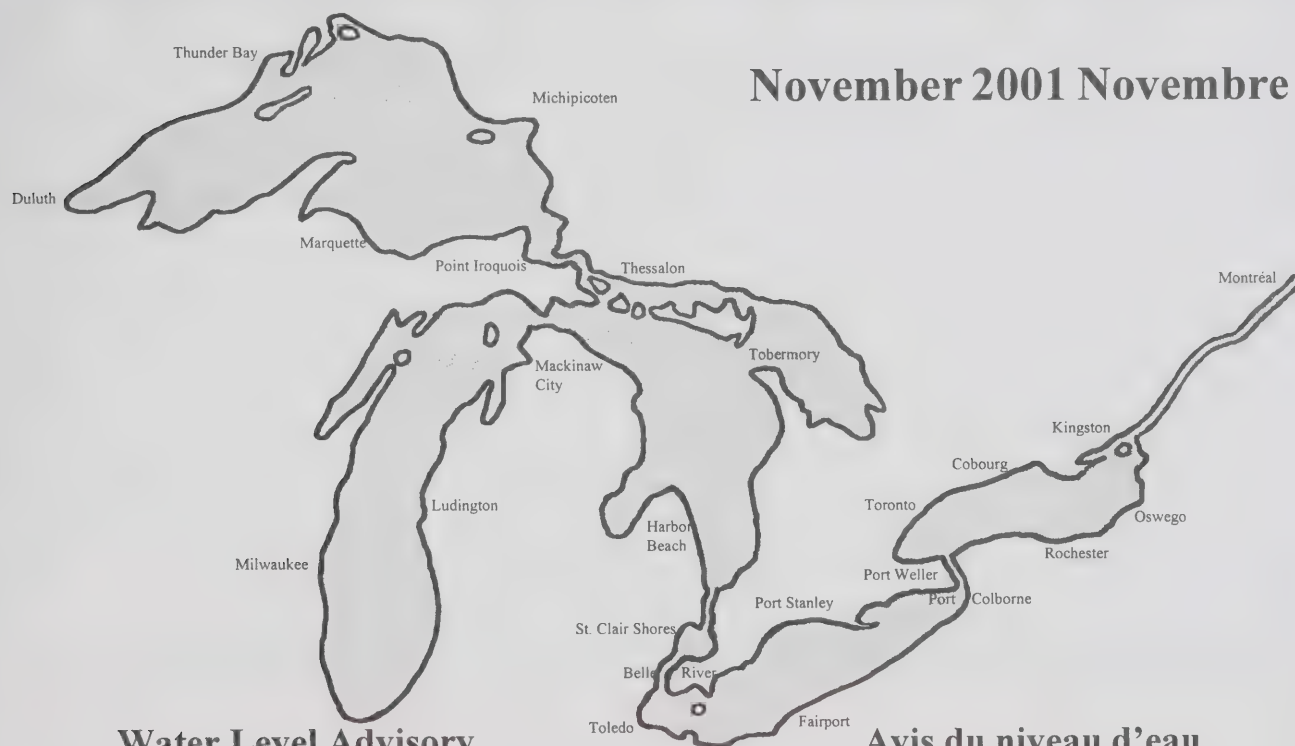 November 2001 Novembre
Thunder Bay
Michipicoten
Duluth
Marquette
Point Iroquois
Thessalon
Montréal
Mackinaw
City
Tobermory
Kingston
Cobourg
Ludington
Toronto
Oswego
Harbor
Beach
Rochester
Milwaukee
Port Weller
Port Colborne
Port Stanley
St. Clair Shores
Belle River
Toledo
Fairport
Water Level Advisory
Avis du niveau d'eau